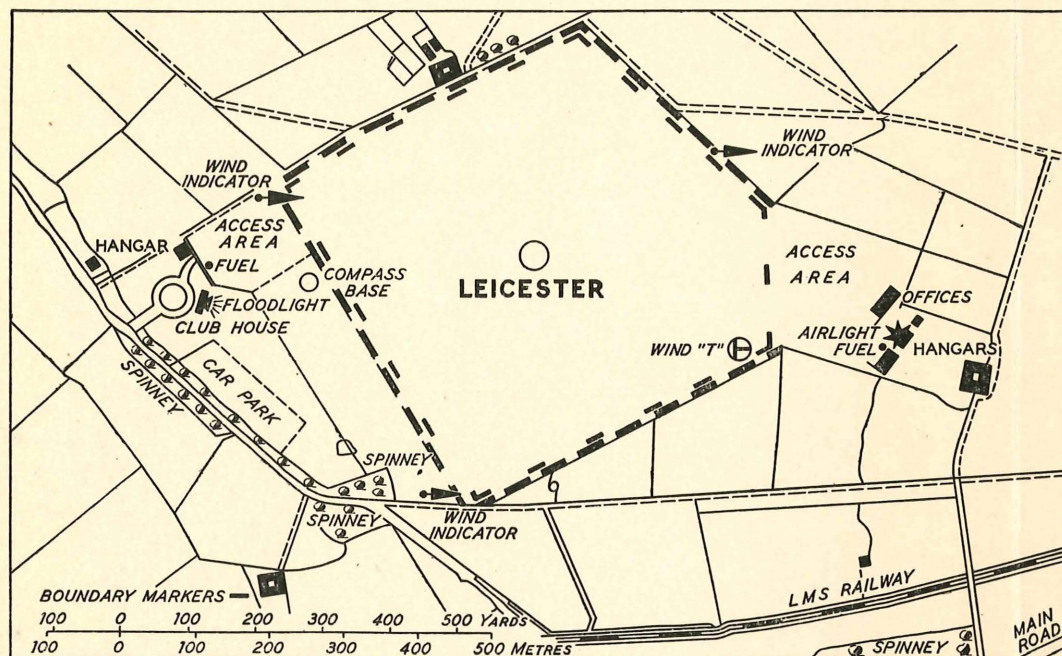 WIND
INDICATOR
WIND
INDICATOR
ACCESS
AREA
HANGAR
FUEL
COMPASS
BASE
FLOODLIGHT
CLUB HOUSE
LEICESTER
ACCESS
AREA
OFFICES
AIRLIGHT
FUEL
HANGARS
WIND "T"
CAR PARK
SPINNEY
SPINNEY
SPINNEY
WIND
INDICATOR
LMS RAILWAY
MAIN
ROAD
SPINNEY
BOUNDARY MARKERS
100 0 100 200 300 400 500 YARDS
100 0 100 200 300 400 500 METRES